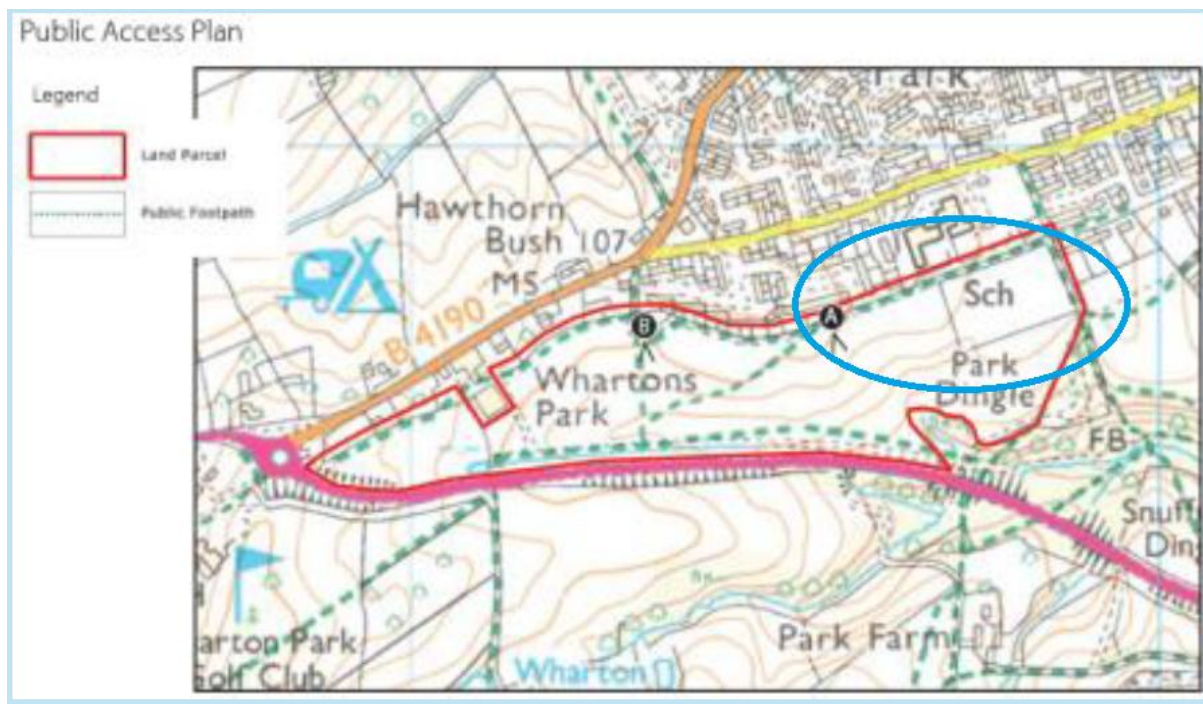 Public Access Plan
Legend
Land Parcel
Public Footpath
Park
Hawthorn
Bush 107
MS
B 4190
Sch
A
B
Whartons
Park
Park
Dingle
FB
Snuff
Din
Park Farm
arton Park
Golf Club
Wharton